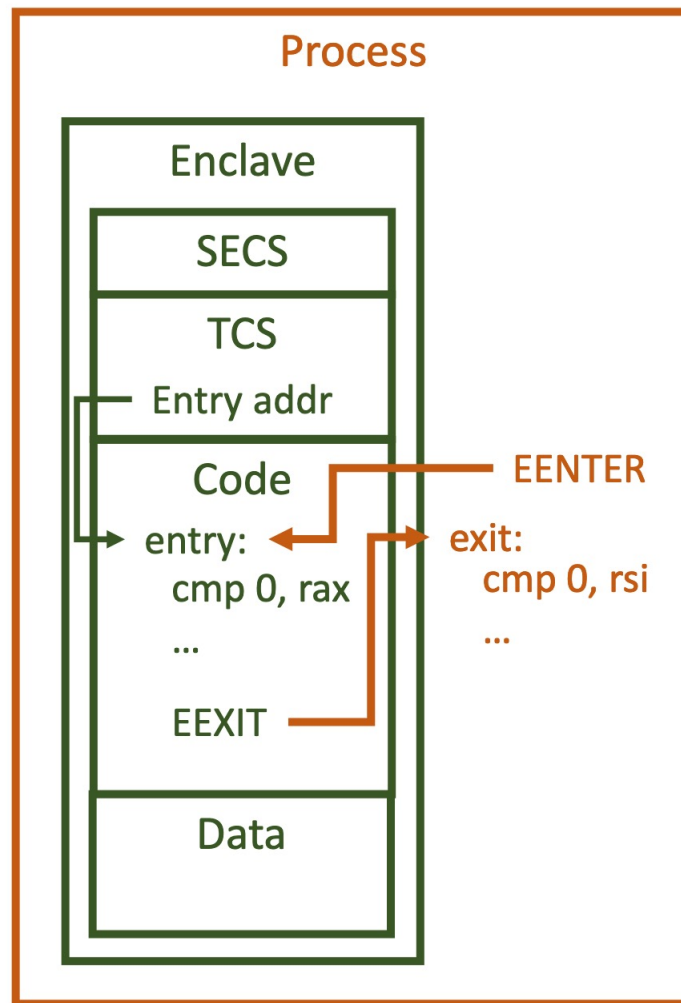 Process
Enclave
SECS
TCS
Entry addr
Code
EENTER
entry:
exit:
cmp 0, rax
cmp 0, rsi
...
...
EEXIT
Data